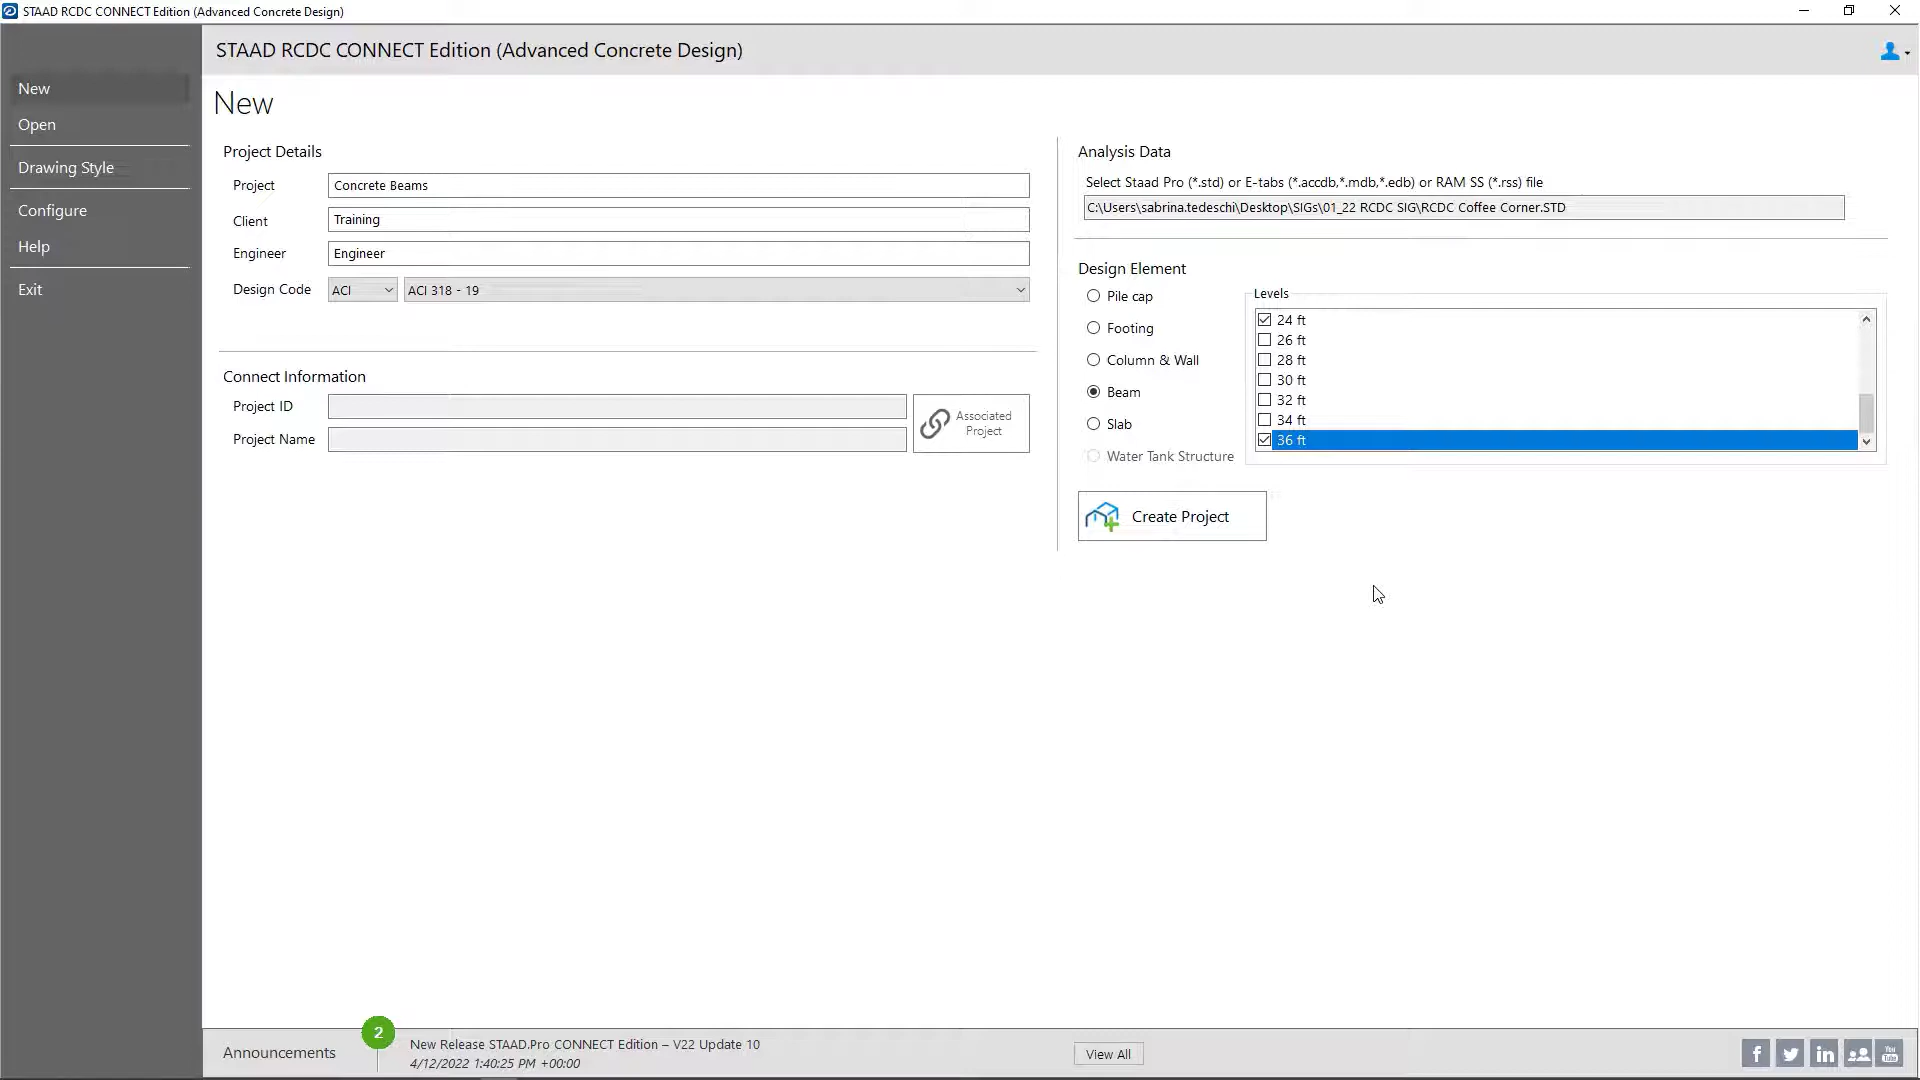 STAAD RCDC CONNECT Edition (Advanced Concrete Design)
STAAD RCDC CONNECT Edition (Advanced Concrete Design)
New
Open
Drawing Style
Configure
Help
Exit
New
Project Details
Project
Concrete Beams
Client
Training
Engineer
Engineer
Design Code
ACI
ACI 318 - 19
Connect Information
Project ID
Project Name
Associated
Project
Analysis Data
Select Staad Pro (*.std) or E-tabs (*.accdb,*.mdb,*.edb) or RAM SS (*.rss) file
C:\Users\sabrina.tedeschi\Desktop\SIGs\01_22 RCDC SIG\RCDC Coffee Corner.STD
Design Element
Pile cap
Footing
Column & Wall
Beam
Slab
Water Tank Structure
Levels
24 ft
26 ft
28 ft
30 ft
32 ft
34 ft
36 ft
Create Project
Announcements
2
New Release STAAD.Pro CONNECT Edition – V22 Update 10
4/12/2022 1:40:25 PM +00:00
View All
f
in
You
Tube